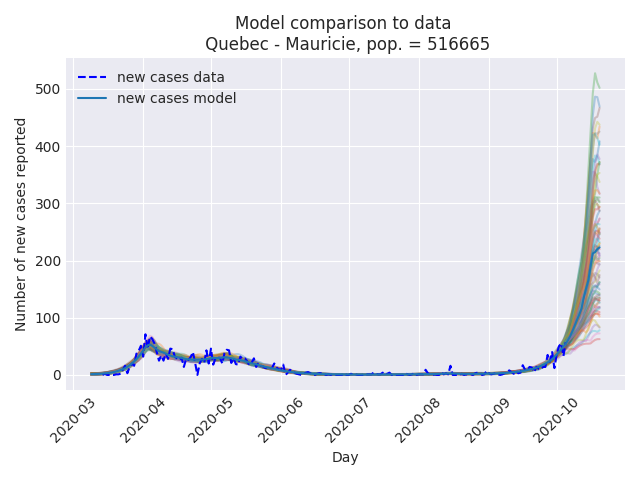 Model comparison to data
Quebec - Mauricie, pop. = 516665
new cases data
new cases model
Number of new cases reported
500
400
300
200
100
0
2020-03
2020-04
2020-05
2020-06
2020-07
2020-08
2020-09
2020-10
Day